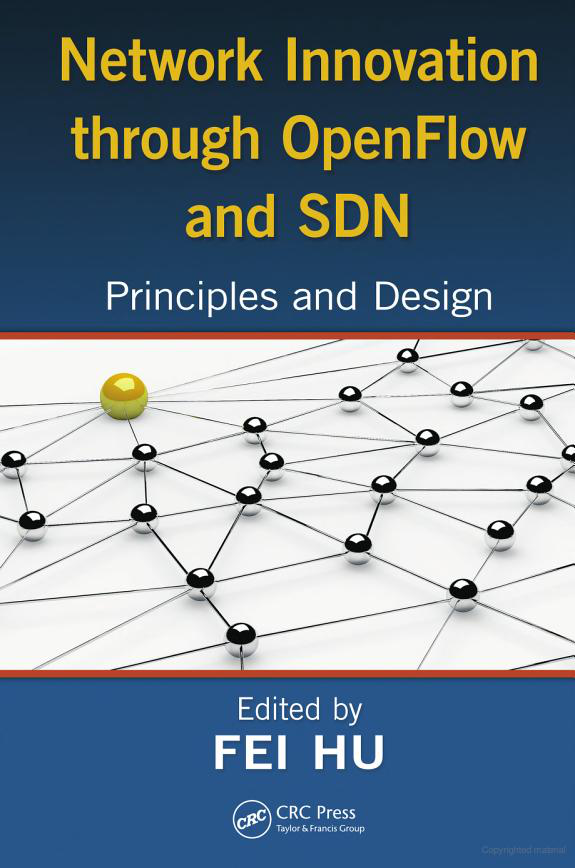 Network Innovation
through OpenFlow
and SDN
Principles and Design
Edited by
FEI HU
CRC
CRC Press
Taylor & Francis Group
Copyrighted material